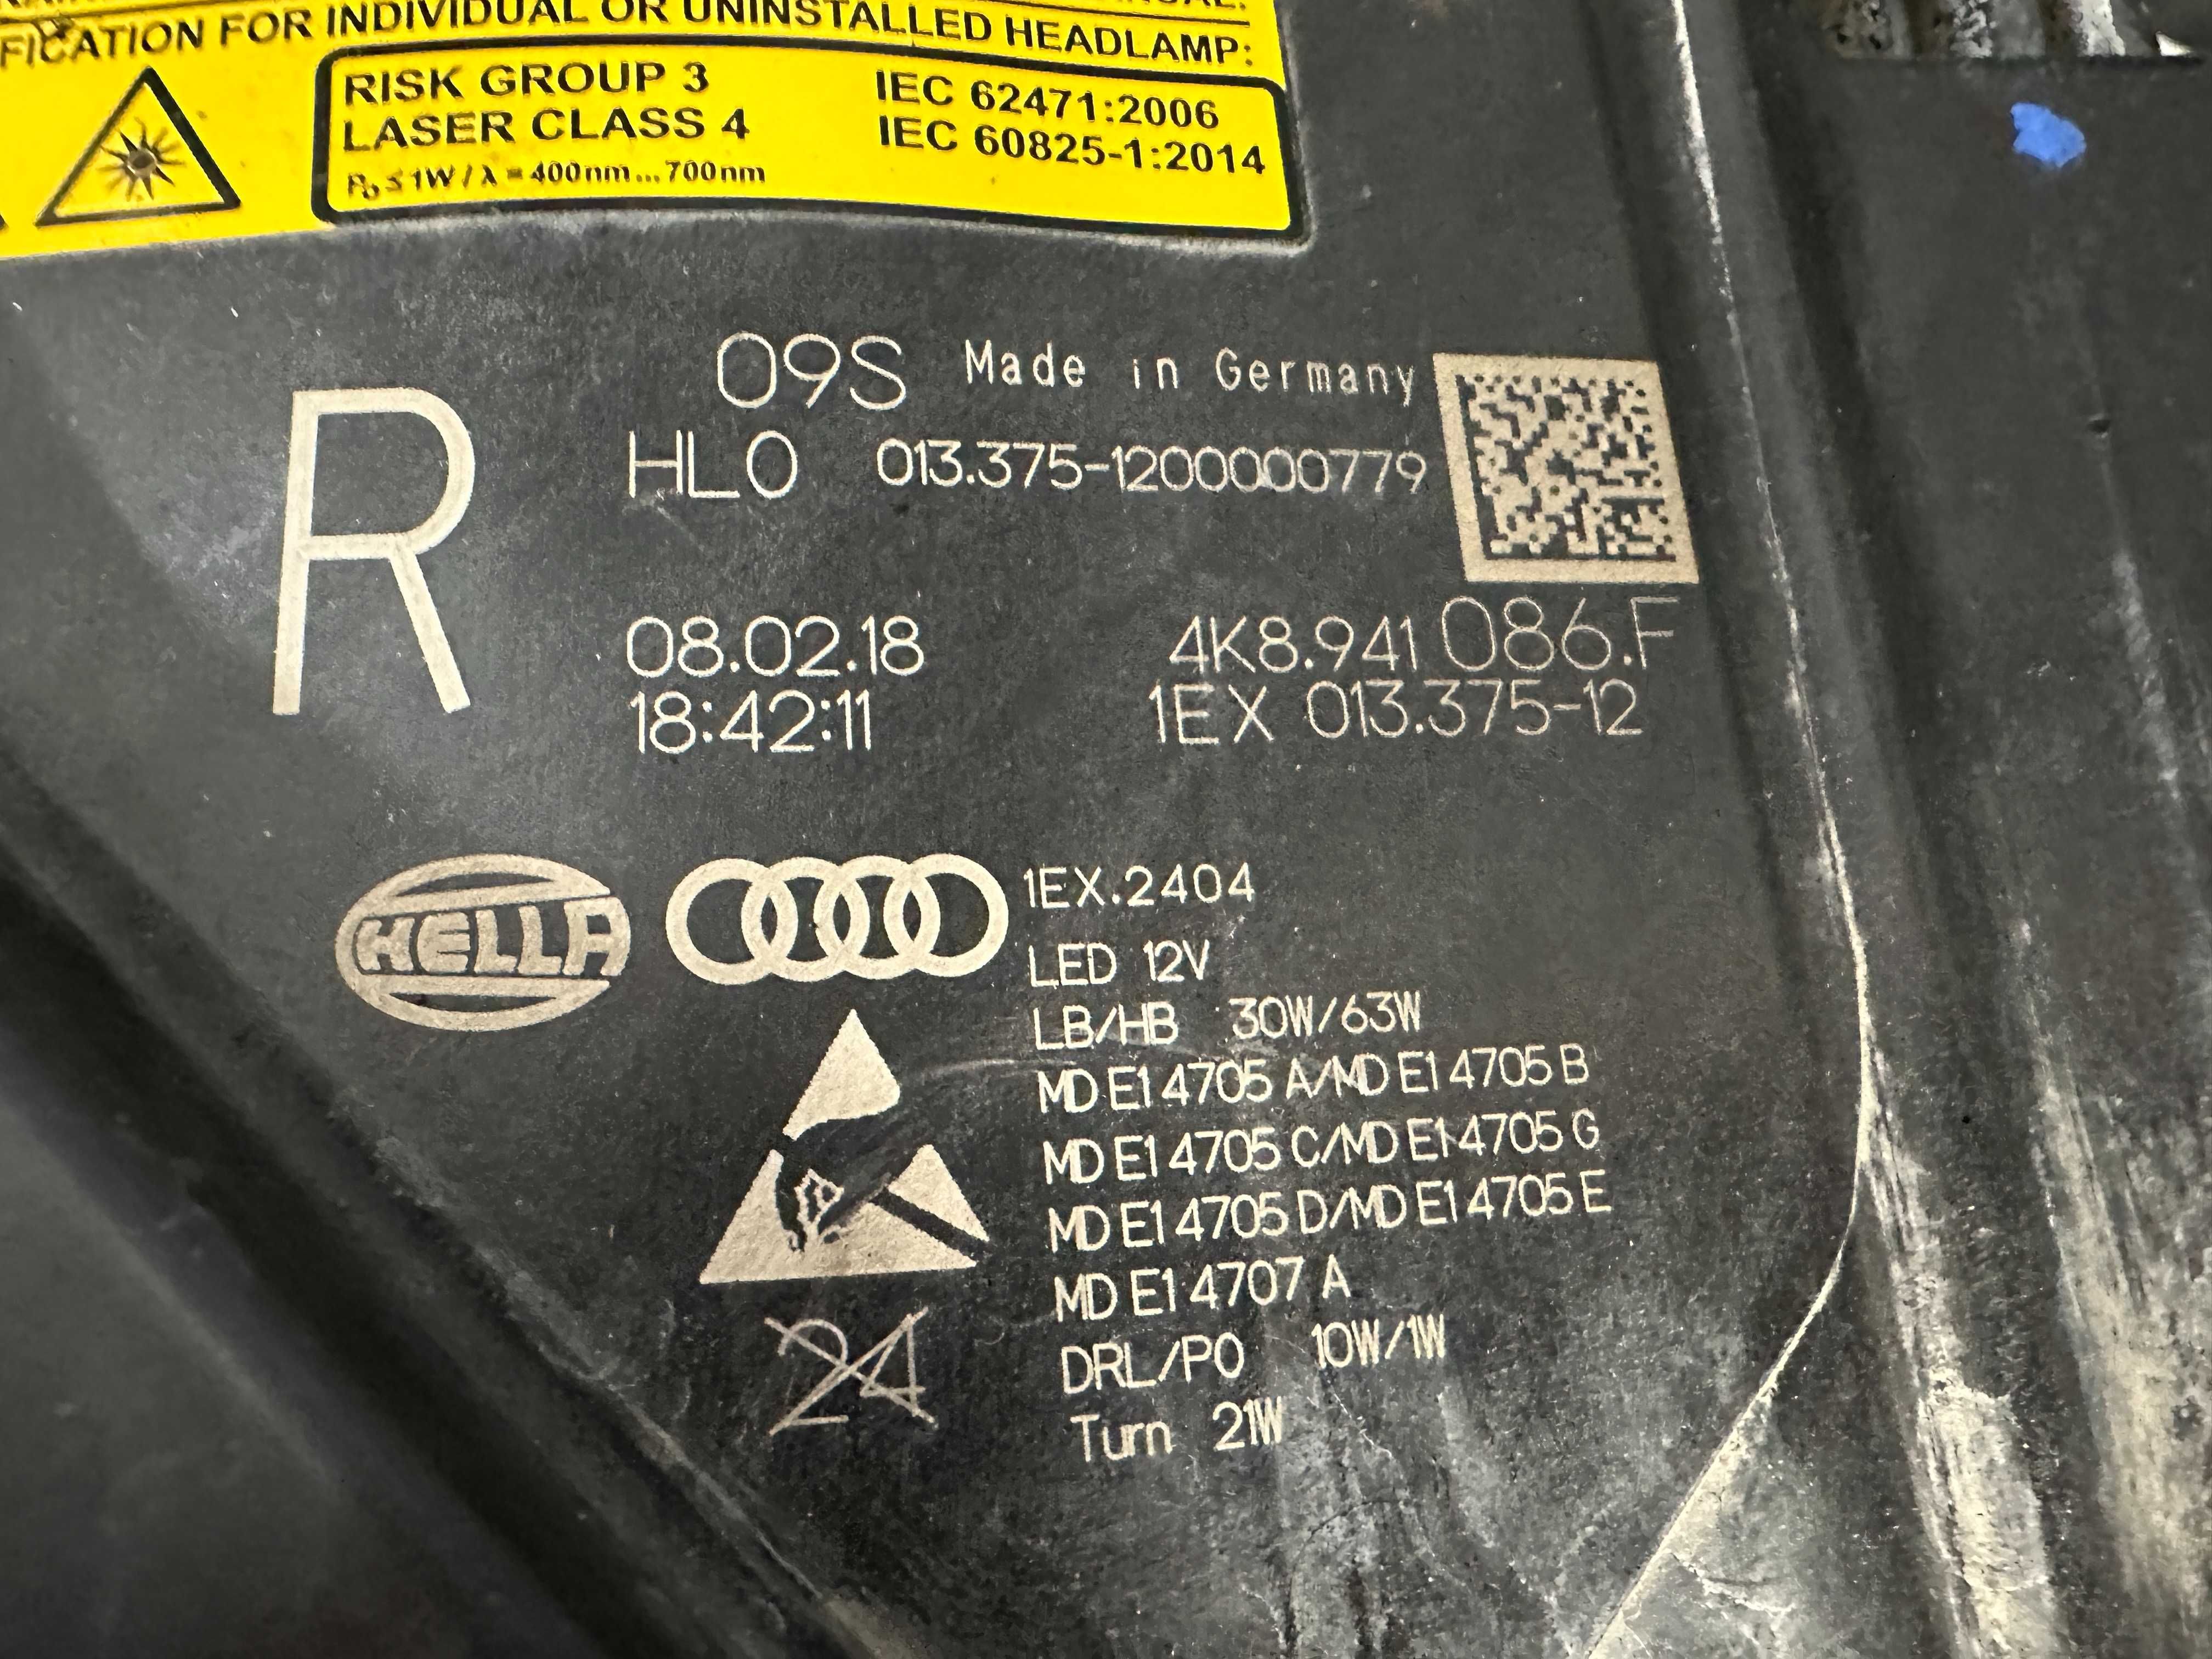 FICATION FOR INDIVIDUAL OR UNINSTALLED HEADLAMP:
RISK GROUP 3 IEC 62471:2006
LASER CLASS 4 IEC 60825-1:2014
P₀ ≤ 1W / λ = 400nm...700nm
09S Made in Germany
R
HLO 013.375-1200000779
08.02.18 4K8.941 086.F
18:42:11 1EX 013.375-12
HELLA 1EX.2404
LED 12V
LB/HB 30W/63W
MD E1 4705 A/MD E1 4705 B
MD E1 4705 C/MD E1 4705 G
MD E1 4705 D/MD E1 4705 E
MD E1 4707 A
24 DRL/PO 10W/1W
Turn 21W